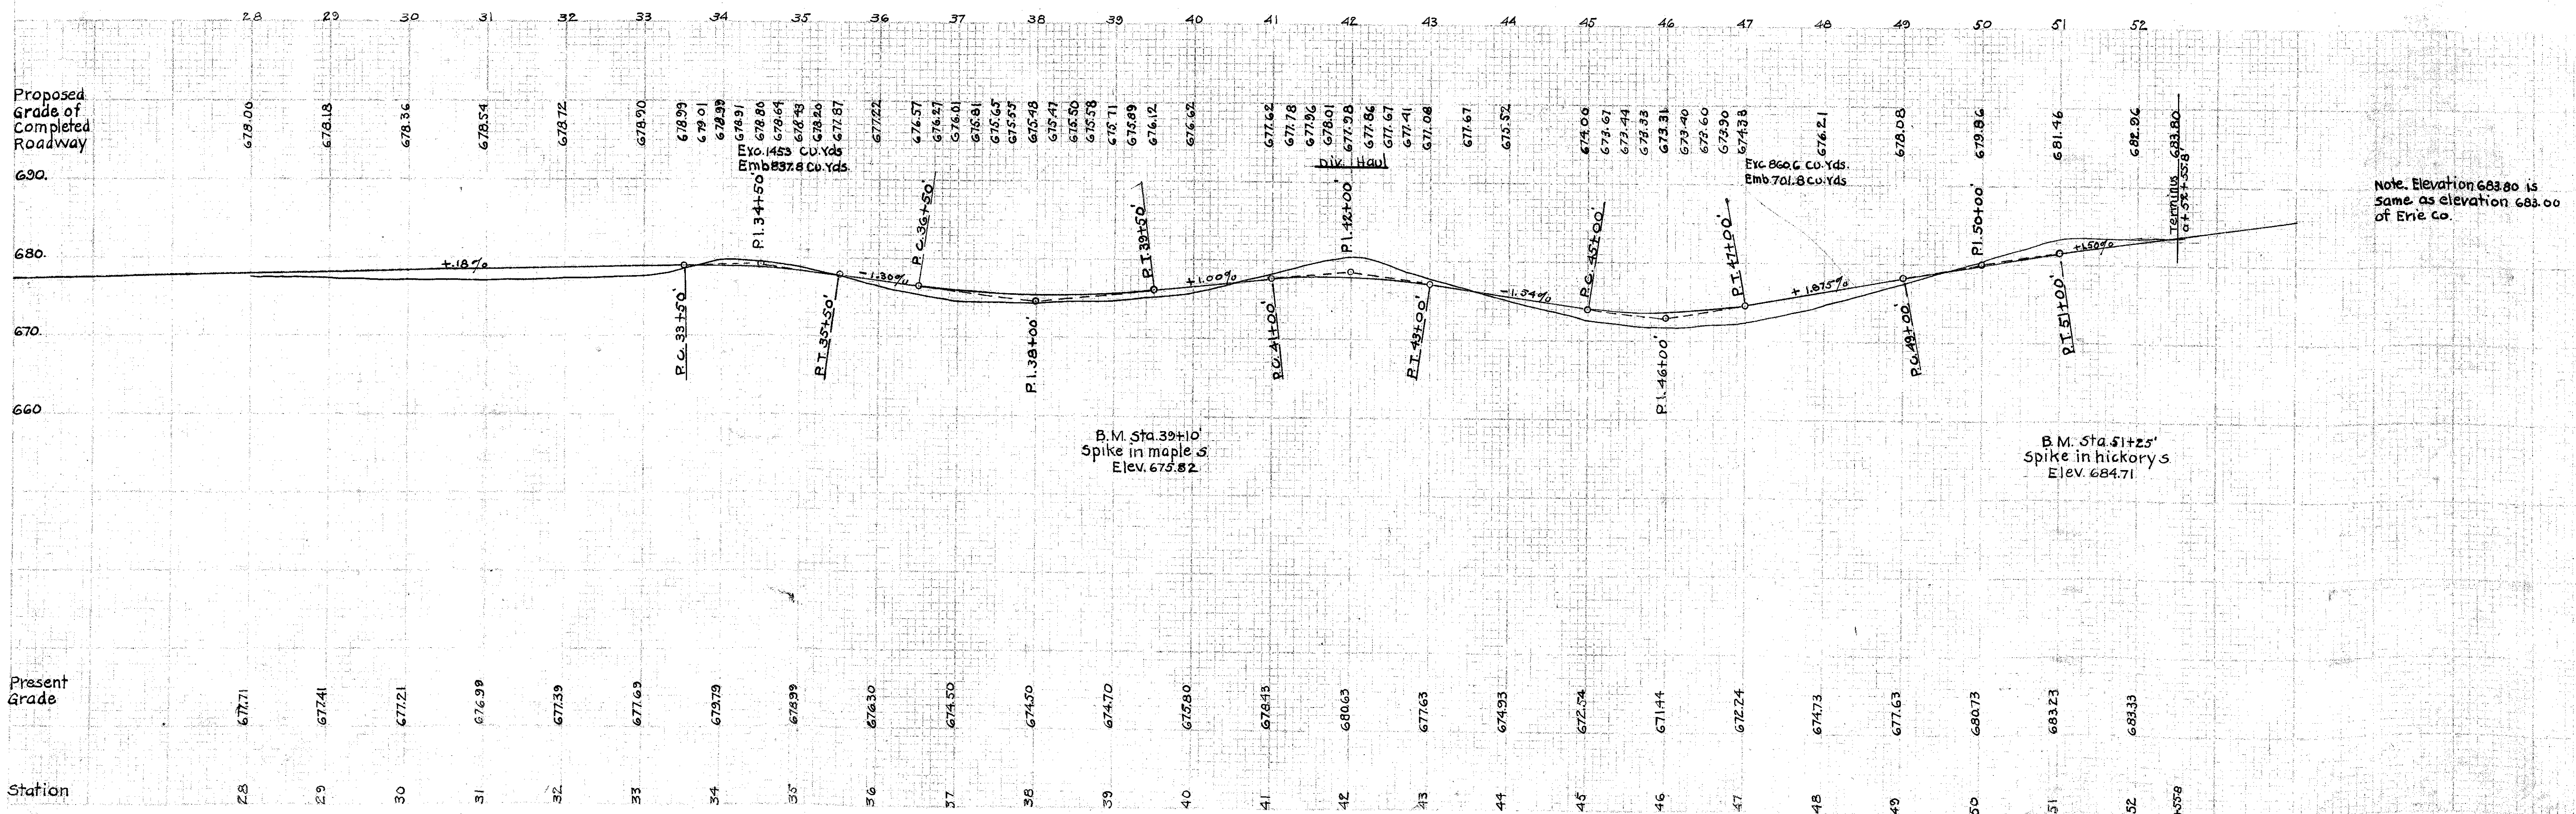 28 29 30 31 32 33 34 35 36 37 38 39 40 41 42 43 44 45 46 47 48 49 50 51 52
Proposed
Grade of
Completed
Roadway
678.00 678.18 678.36 678.54 678.72 678.90 678.99 679.01 678.99 678.91 678.80 678.64 678.43 678.20 677.87 677.22 676.57 676.27 676.01 675.81 675.65 675.55 675.48 675.47 675.50 675.58 675.71 675.89 676.12 676.62 677.62 677.78 677.96 678.01 677.98 677.86 677.67 677.41 677.08 677.67 675.52 674.00 673.67 673.44 673.33 673.31 673.40 673.60 673.90 674.33 676.21 678.08 679.86 681.46 682.96
Terminus 683.80
at 52+55.8'
Exc. 1453 Cu. Yds.
Emb 837.8 Cu. Yds.
Div. Haul
Exc. 860.6 Cu. Yds.
Emb. 701.8 Cu. Yds
Note. Elevation 683.80 is
same as elevation 683.00
of Erie Co.
690.
680.
670.
660
+.18%
-1.30%
+1.00%
-1.54%
+1.875%
+1.50%
P.C. 33+50'
P.I. 34+50'
P.T. 35+50'
P.C. 36+50'
P.I. 38+00'
P.T. 39+50'
P.C. 41+00'
P.I. 42+00'
P.T. 43+00'
P.C. 45+00'
P.I. 46+00'
P.T. 47+00'
P.C. 49+00'
P.I. 50+00'
P.T. 51+00'
B.M. Sta. 39+10'
Spike in maple S.
Elev. 675.82
B.M. Sta. 51+25'
Spike in hickory S.
Elev. 684.71
Present
Grade
677.71 677.41 677.21 676.99 677.39 677.69 679.79 678.99 676.30 674.50 674.50 674.70 675.80 678.43 680.63 677.63 674.93 672.54 671.44 672.24 674.73 677.63 680.73 683.23 683.33
Station
28 29 30 31 32 33 34 35 36 37 38 39 40 41 42 43 44 45 46 47 48 49 50 51 52 +55.8